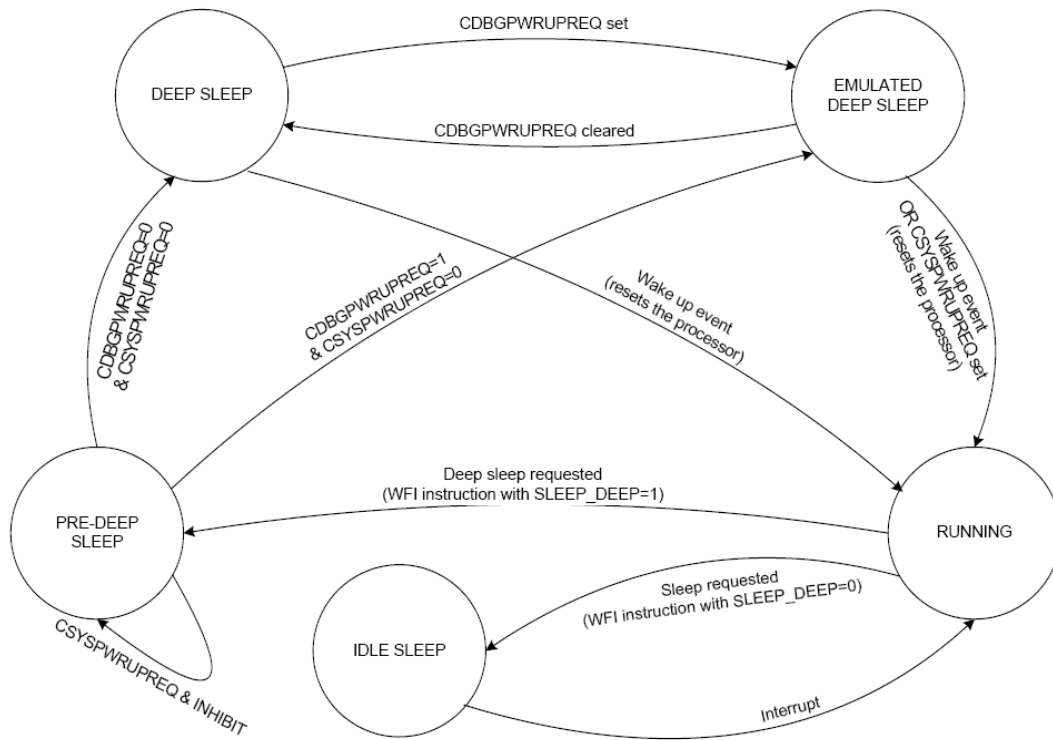 CDBGPWRUPREQ set
DEEP SLEEP
EMULATED
DEEP SLEEP
CDBGPWRUPREQ cleared
CDBGPWRUPREQ=0
& CSYSPWRUPREQ=0
CDBGPWRUPREQ=1
& CSYSPWRUPREQ=0
Wake up event
(resets the processor)
Wake up event
OR CSYSPWRUPREQ set
(resets the processor)
Deep sleep requested
(WFI instruction with SLEEP_DEEP=1)
PRE-DEEP
SLEEP
RUNNING
Sleep requested
(WFI instruction with SLEEP_DEEP=0)
IDLE SLEEP
CSYSPWRUPREQ & INHIBIT
Interrupt